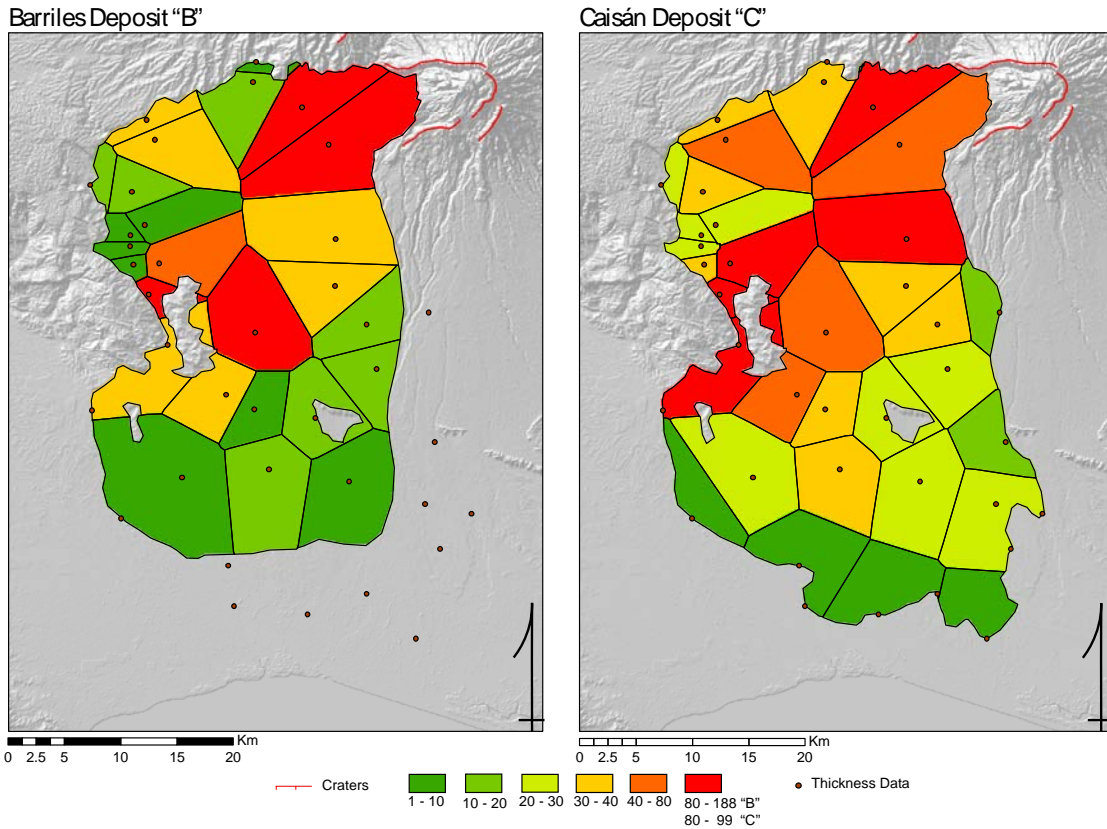 Barriles Deposit “B”
Caisán Deposit “C”
Km
0 2.5 5 10 15 20
Km
0 2.5 5 10 15 20
Craters
1 - 10
10 - 20
20 - 30
30 - 40
40 - 80
80 - 188 “B”
80 - 99 “C”
Thickness Data